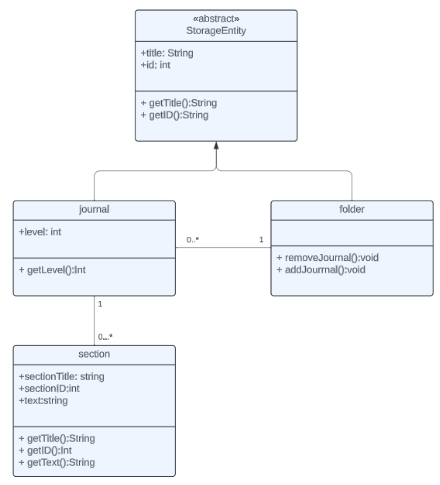 «abstract»
StorageEntity
+title: String
+id: int
+ getTitle():String
+ getID():String
journal
+level: int
+ getLevel():Int
0..*
1
folder
+ removeJournal():void
+ addJourrnal():void
1
0...*
section
+sectionTitle: string
+sectionID:int
+text:string
+ getTitle():String
+ getID():Int
+ getText():String